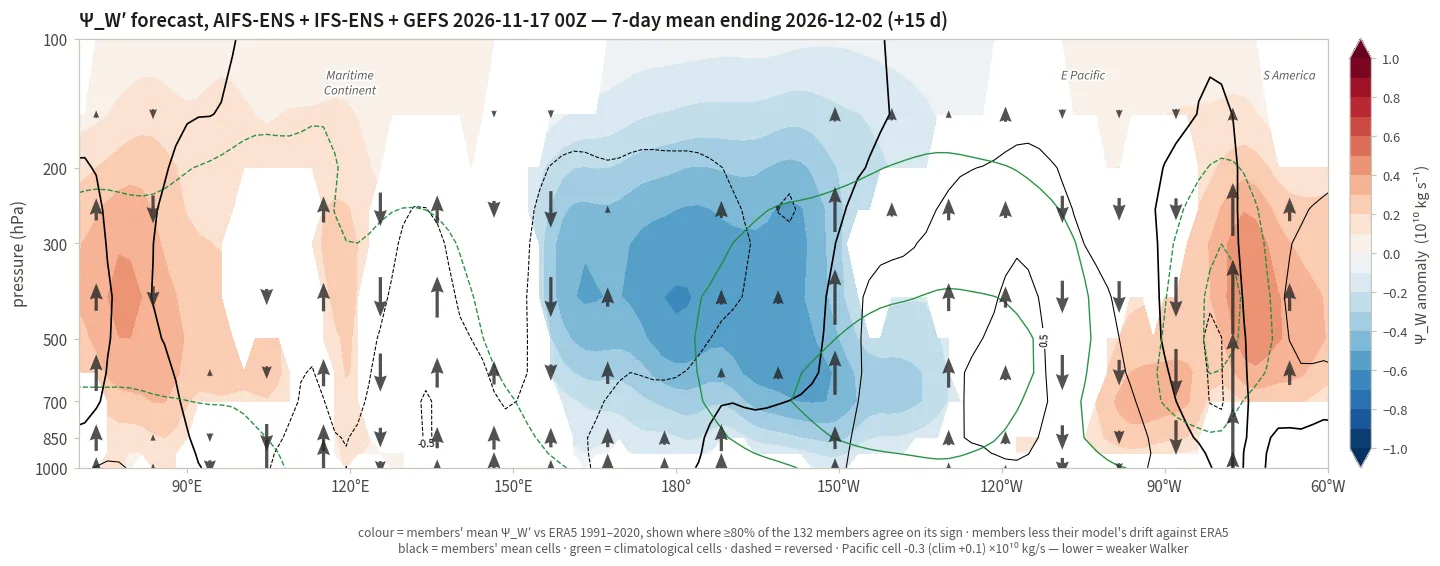 Ψ_W′ forecast, AIFS-ENS + IFS-ENS + GEFS 2026-11-17 00Z — 7-day mean ending 2026-12-02 (+15 d)
100
200
300
500
700
850
1000
pressure (hPa)
Maritime
Continent
E Pacific
S America
-0.5
0.5
90°E
120°E
150°E
180°
150°W
120°W
90°W
60°W
1.0
0.8
0.6
0.4
0.2
0.0
−0.2
−0.4
−0.6
−0.8
−1.0
Ψ_W anomaly (10¹⁰ kg s⁻¹)
colour = members' mean Ψ_W′ vs ERA5 1991–2020, shown where ≥80% of the 132 members agree on its sign · members less their model's drift against ERA5
black = members' mean cells · green = climatological cells · dashed = reversed · Pacific cell -0.3 (clim +0.1) ×10¹⁰ kg/s — lower = weaker Walker